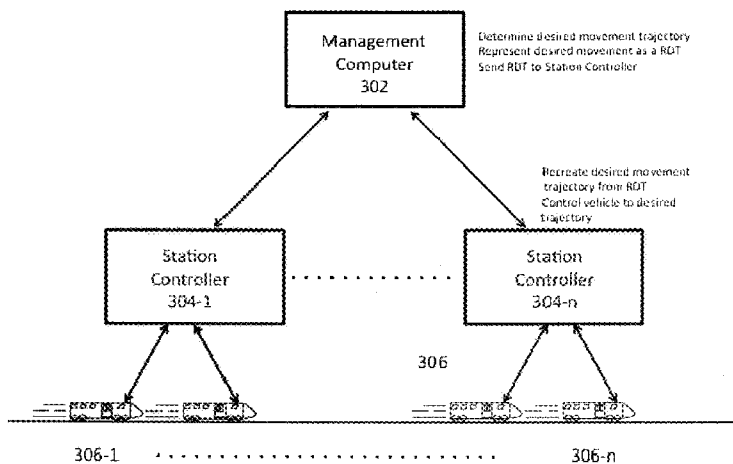 Management
Computer
302
Determine desired movement trajectory
Represent desired movement as a RDT
Send RDT to Station Controller
Recreate desired movement
trajectory from RDT
Control vehicle to desired
trajectory
Station
Controller
304-1
Station
Controller
304-n
306
306-1
306-n